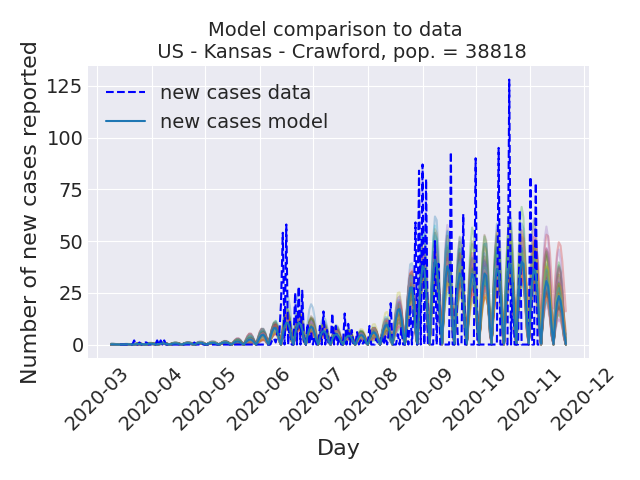 Model comparison to data
US - Kansas - Crawford, pop. = 38818
Number of new cases reported
125
100
75
50
25
0
new cases data
new cases model
2020-03
2020-04
2020-05
2020-06
2020-07
2020-08
2020-09
2020-10
2020-11
2020-12
Day